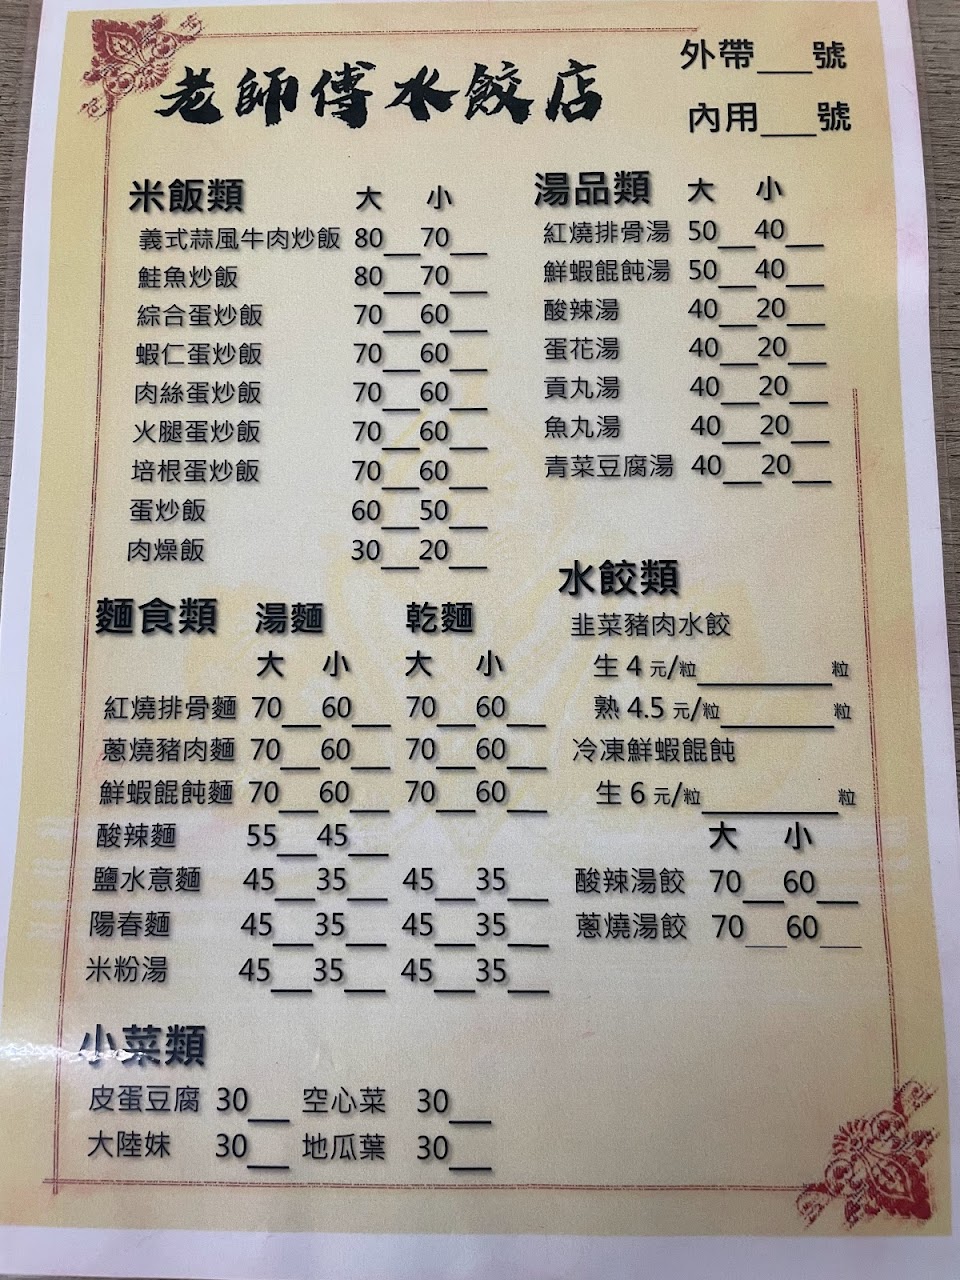 老師傅水餃店
外帶___號
內用___號
米飯類 大 小
義式蒜風牛肉炒飯 80__70__
鮭魚炒飯 80__70__
綜合蛋炒飯 70__60__
蝦仁蛋炒飯 70__60__
肉絲蛋炒飯 70__60__
火腿蛋炒飯 70__60__
培根蛋炒飯 70__60__
蛋炒飯 60__50__
肉燥飯 30__20__
湯品類 大 小
紅燒排骨湯 50__40__
鮮蝦餛飩湯 50__40__
酸辣湯 40__20__
蛋花湯 40__20__
貢丸湯 40__20__
魚丸湯 40__20__
青菜豆腐湯 40__20__
麵食類 湯麵 乾麵
大 小 大 小
紅燒排骨麵 70__60__ 70__60__
蔥燒豬肉麵 70__60__ 70__60__
鮮蝦餛飩麵 70__60__ 70__60__
酸辣麵 55__45__
鹽水意麵 45__35__ 45__35__
陽春麵 45__35__ 45__35__
米粉湯 45__35__ 45__35__
水餃類
韭菜豬肉水餃
生 4 元/粒________粒
熟 4.5 元/粒_______粒
冷凍鮮蝦餛飩
生 6 元/粒________粒
大 小
酸辣湯餃 70__60__
蔥燒湯餃 70__60__
小菜類
皮蛋豆腐 30__ 空心菜 30__
大陸妹 30__ 地瓜葉 30__